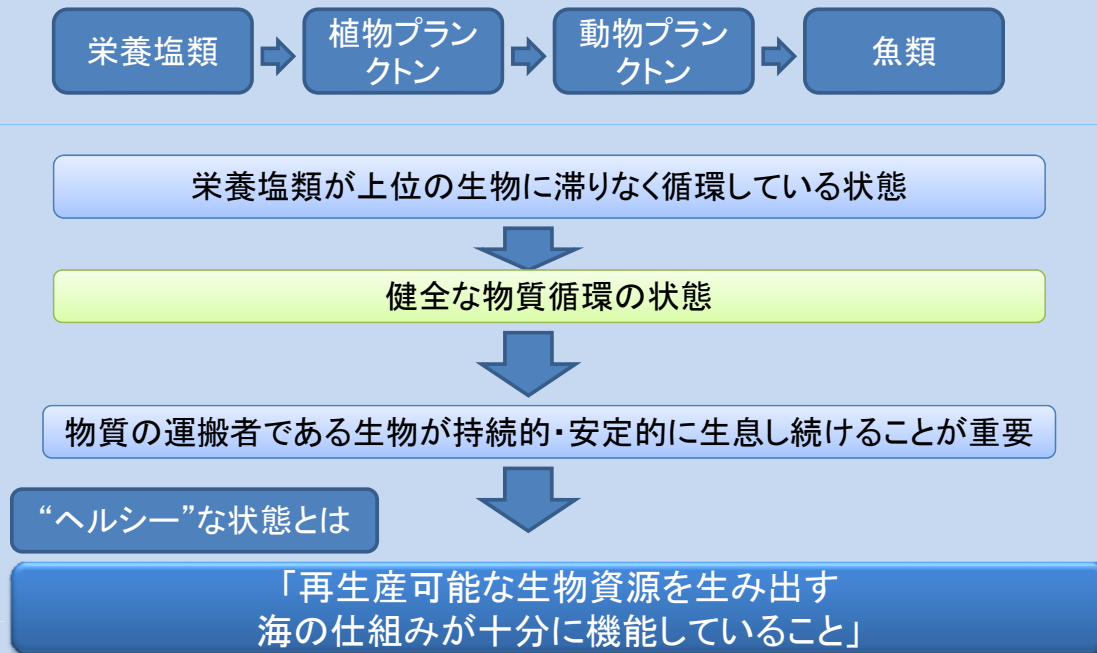 栄養塩類
植物プラン
クトン
動物プラン
クトン
魚類
栄養塩類が上位の生物に滞りなく循環している状態
健全な物質循環の状態
物質の運搬者である生物が持続的・安定的に生息し続けることが重要
“ヘルシー”な状態とは
「再生産可能な生物資源を生み出す
海の仕組みが十分に機能していること」